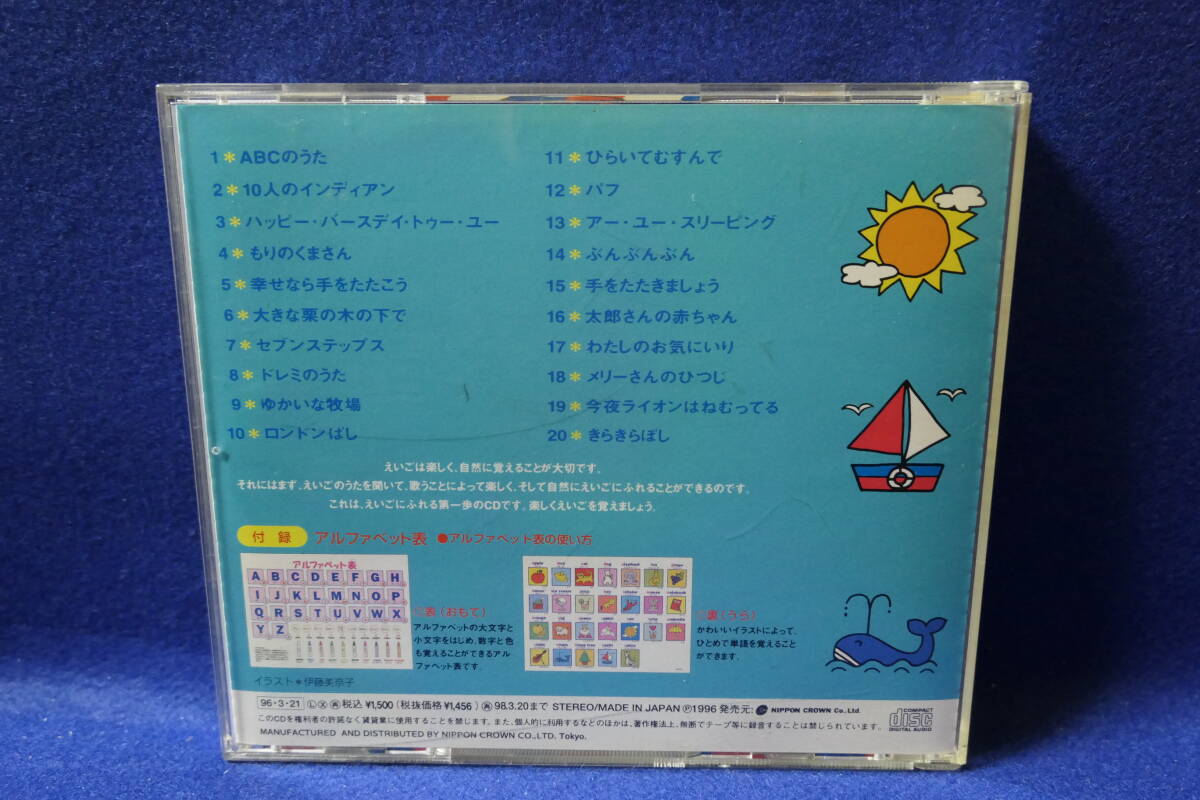 1＊ABCのうた
2＊10人のインディアン
3＊ハッピー・バースデイ・トゥー・ユー
4＊もりのくまさん
5＊幸せなら手をたたこう
6＊大きな栗の木の下で
7＊セブンステップス
8＊ドレミのうた
9＊ゆかいな牧場
10＊ロンドンばし
11＊ひらいてむすんで
12＊パフ
13＊アー・ユー・スリーピング
14＊ぶんぶんぶん
15＊手をたたきましょう
16＊太郎さんの赤ちゃん
17＊わたしのお気にいり
18＊メリーさんのひつじ
19＊今夜ライオンはねむってる
20＊きらきらぼし
えいごは楽しく、自然に覚えることが大切です。
それにはまず、えいごのうたを聞いて、歌うことによって楽しく、そして自然にえいごにふれることができるのです。
これは、えいごにふれる第一歩のCDです。楽しくえいごを覚えましょう。
付録 アルファベット表 ●アルファベット表の使い方
アルファベット表
A B C D E F G H
I J K L M N O P
Q R S T U V W X
Y Z
表(おもて)
アルファベットの大文字と
小文字をはじめ、数字と色
も覚えることができるアル
ファベット表です。
裏(うら)
かわいいイラストによって、
ひとめで単語を覚えること
ができます。
イラスト＊伊藤美奈子
96・3・21 税込¥1,500(税抜価格¥1,456) 98.3.20まで STEREO/MADE IN JAPAN Ⓟ1996 発売元: NIPPON CROWN Co., Ltd.
このCDを権利者の許諾なく賃貸業に使用することを禁じます。また、個人的に利用するなどのほかは、著作権法上、無断でテープ等に録音することは禁じられています。
MANUFACTURED AND DISTRIBUTED BY NIPPON CROWN CO.,LTD. Tokyo.
COMPACT
disc
DIGITAL AUDIO